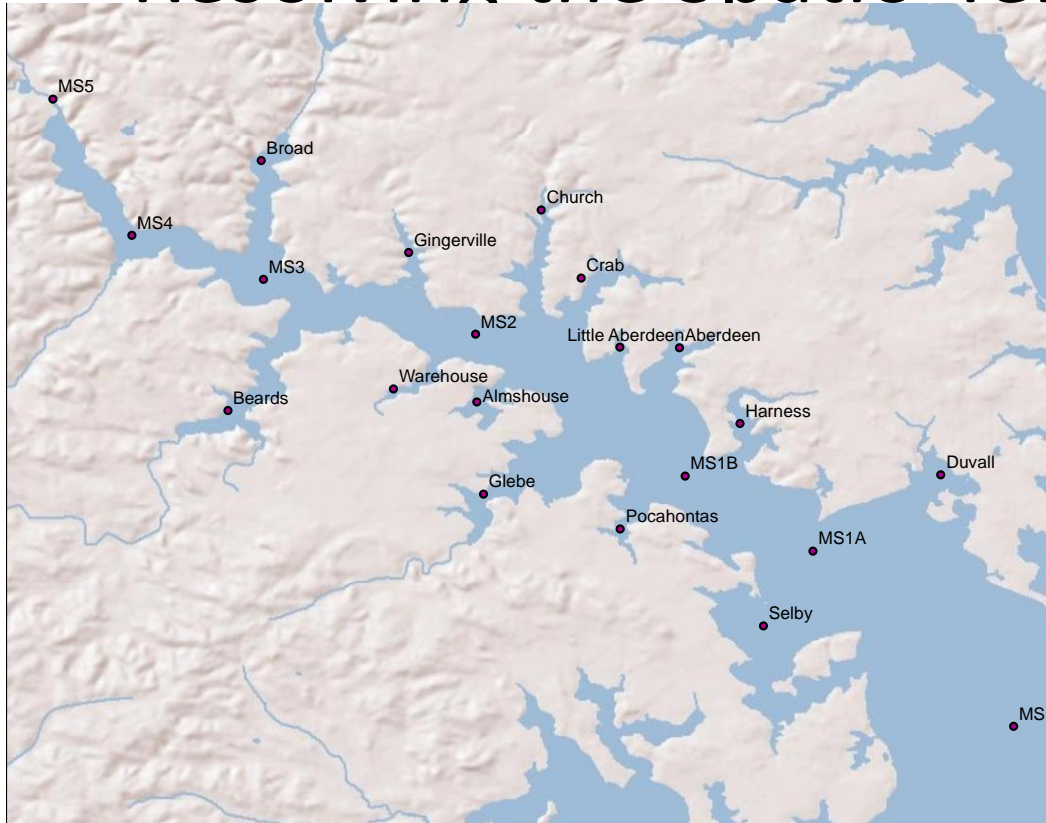 MS5
Broad
Church
MS4
Gingerville
Crab
MS3
MS2
Little Aberdeen
Aberdeen
Warehouse
Almshouse
Beards
Harness
MS1B
Duvall
Glebe
Pocahontas
MS1A
Selby
MS